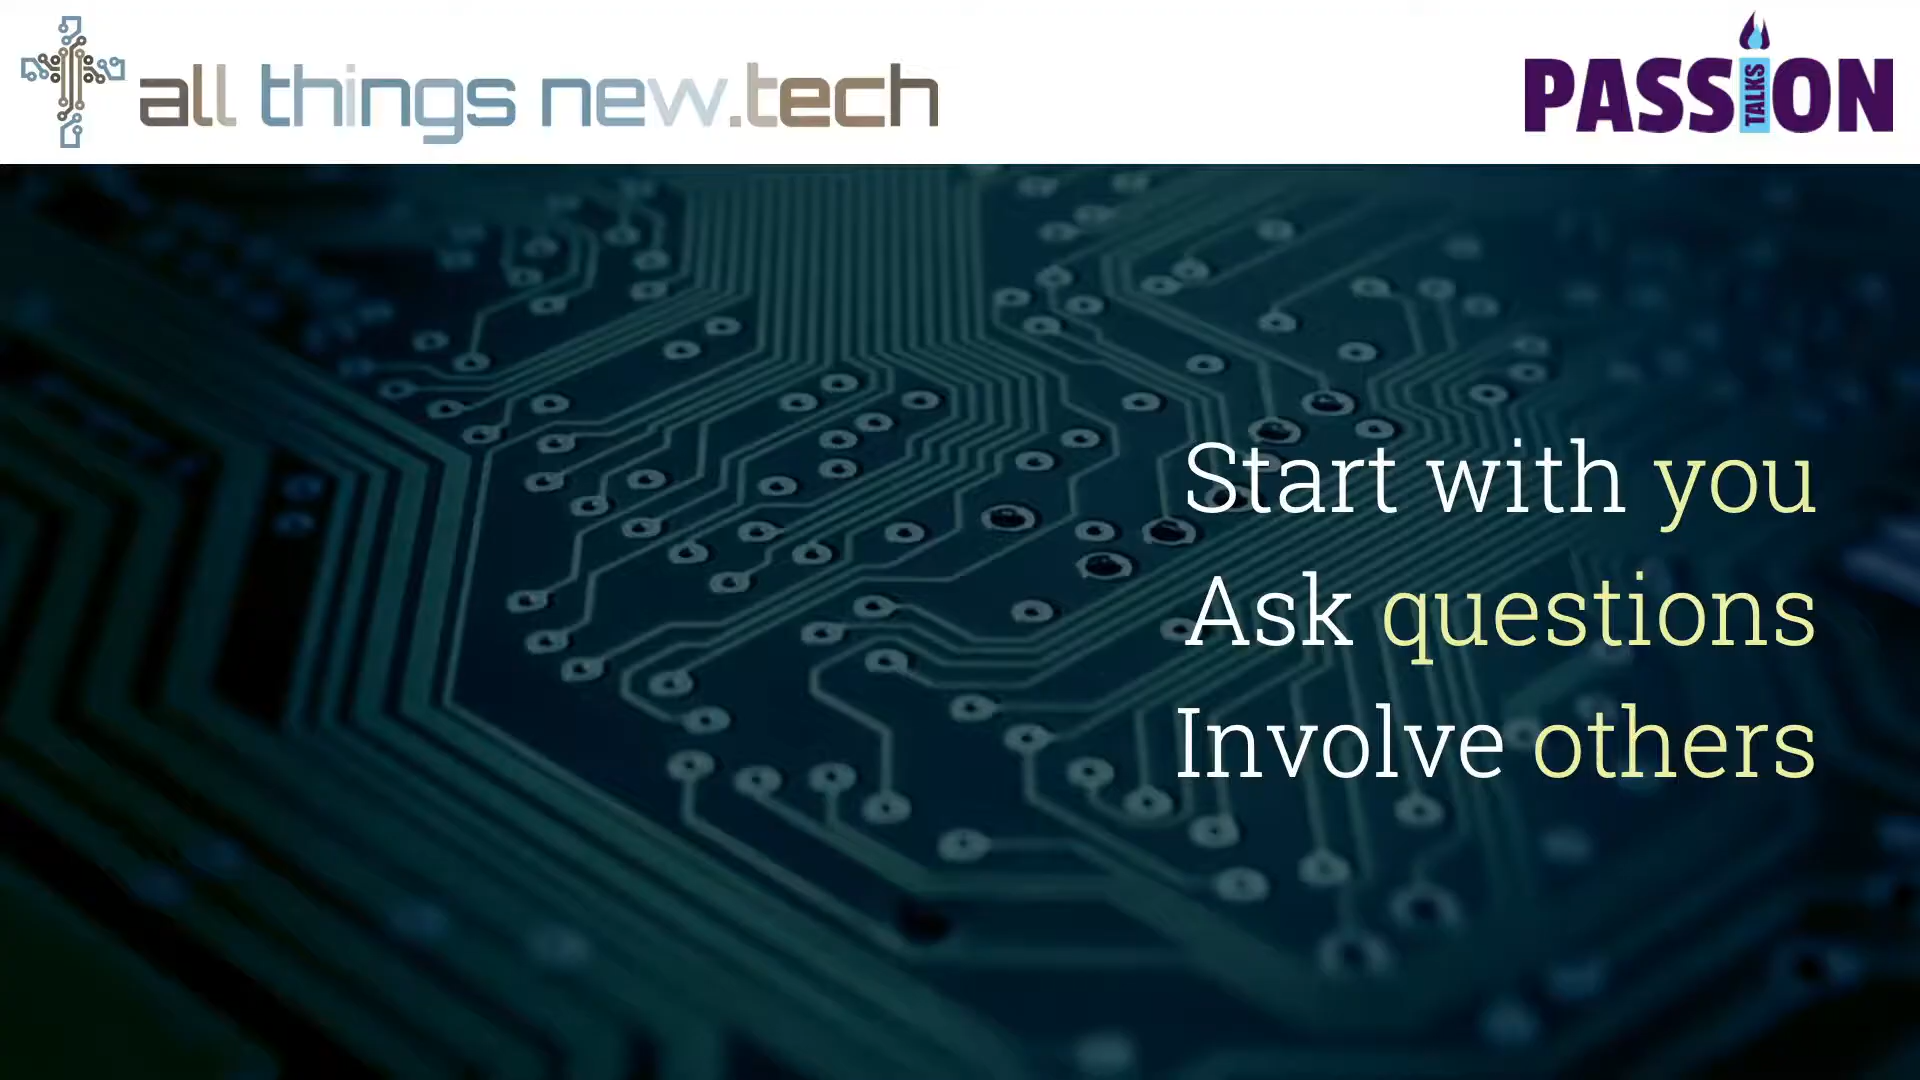 all things new.tech
PASSION
TALKS
Start with you
Ask questions
Involve others